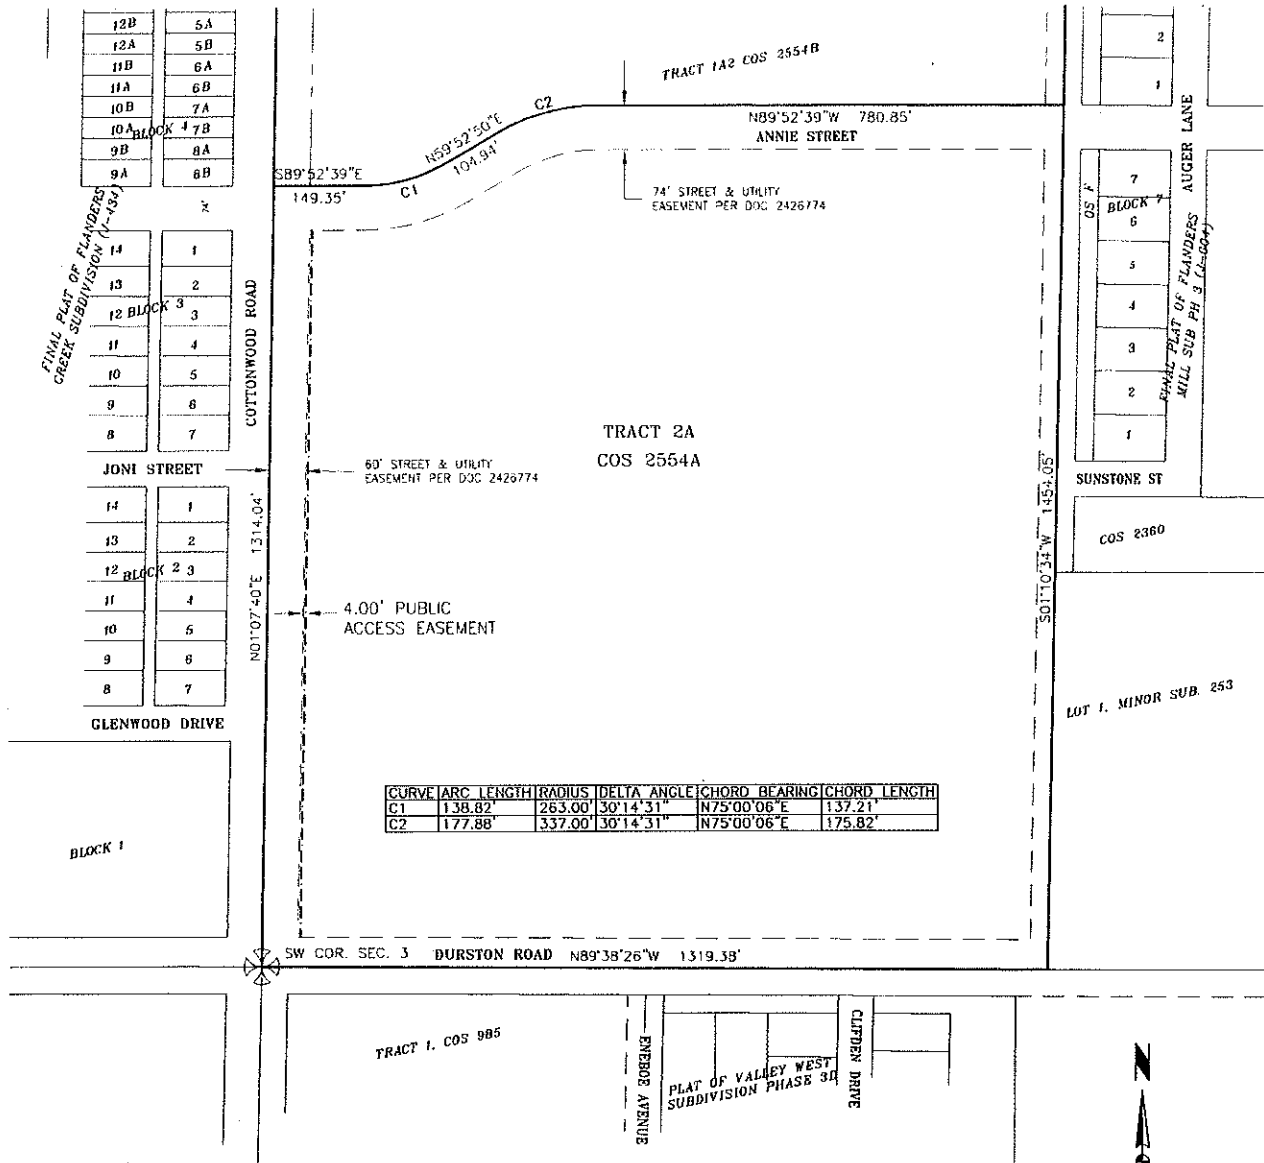 12B 5A
12A 5B
11B 6A
11A 6B
10B 7A
10A BLOCK 4 7B
9B 8A
9A 8B
FINAL PLAT OF FLANDERS
CREEK SUBDIVISION (J-434)
74'
14 1
13 2
12 BLOCK 3 3
11 4
10 5
9 6
8 7
JONI STREET
14 1
13 2
12 BLOCK 2 3
11 4
10 5
9 6
8 7
GLENWOOD DRIVE
BLOCK 1
COTTONWOOD ROAD
N01°07'40"E 1314.04'
S89°52'39"E
149.35'
C1
N59°52'50"E
104.94'
C2
TRACT 1A2 COS 2554B
N89°52'39"W 780.85'
ANNIE STREET
74' STREET & UTILITY
EASEMENT PER DOC 2426774
TRACT 2A
COS 2554A
60' STREET & UTILITY
EASEMENT PER DOC 2426774
4.00' PUBLIC
ACCESS EASEMENT
S01°10'34"W 1454.05'
2
1
AUGER LANE
OS F
7
BLOCK 7
6
5
4
3
2
1
FINAL PLAT OF FLANDERS
MILL SUB PH 3 (J-604)
SUNSTONE ST
COS 2360
LOT 1, MINOR SUB. 253
CURVE ARC LENGTH RADIUS DELTA ANGLE CHORD BEARING CHORD LENGTH
C1 138.82' 263.00' 30°14'31" N75°00'06"E 137.21'
C2 177.88' 337.00' 30°14'31" N75°00'06"E 175.82'
SW COR. SEC. 3 DURSTON ROAD N89°38'26"W 1319.38'
TRACT 1, COS 985
ENEBOE AVENUE
PLAT OF VALLEY WEST
SUBDIVISION PHASE 3D
CLIFDEN DRIVE
N